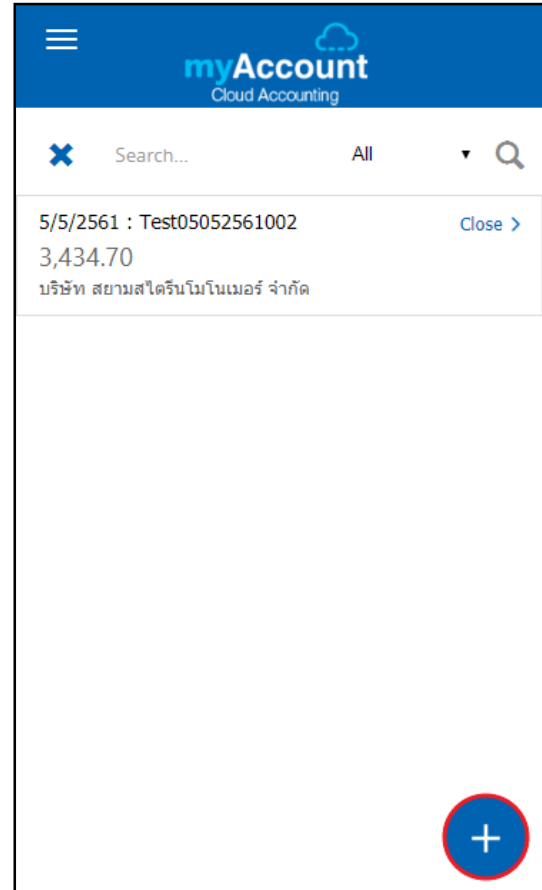 myAccount
Cloud Accounting
Search... All
5/5/2561 : Test05052561002 Close >
3,434.70
บริษัท สยามสไตรีนโมโนเมอร์ จำกัด